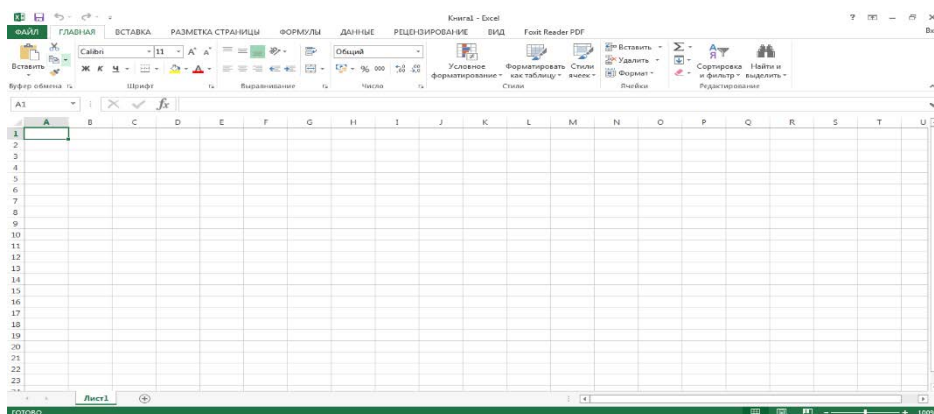 Книга1 - Excel
ФАЙЛ ГЛАВНАЯ ВСТАВКА РАЗМЕТКА СТРАНИЦЫ ФОРМУЛЫ ДАННЫЕ РЕЦЕНЗИРОВАНИЕ ВИД Foxit Reader PDF
Вставить
Calibri 11
Ж К Ч
Общий
% 000
Условное форматирование
Форматировать как таблицу
Стили ячеек
Вставить
Удалить
Формат
Сортировка и фильтр
Найти и выделить
Буфер обмена Шрифт Выравнивание Число Стили Ячейки Редактирование
A1 fx
A B C D E F G H I J K L M N O P Q R S T U
1
2
3
4
5
6
7
8
9
10
11
12
13
14
15
16
17
18
19
20
21
22
23
Лист1
ГОТОВО 100%